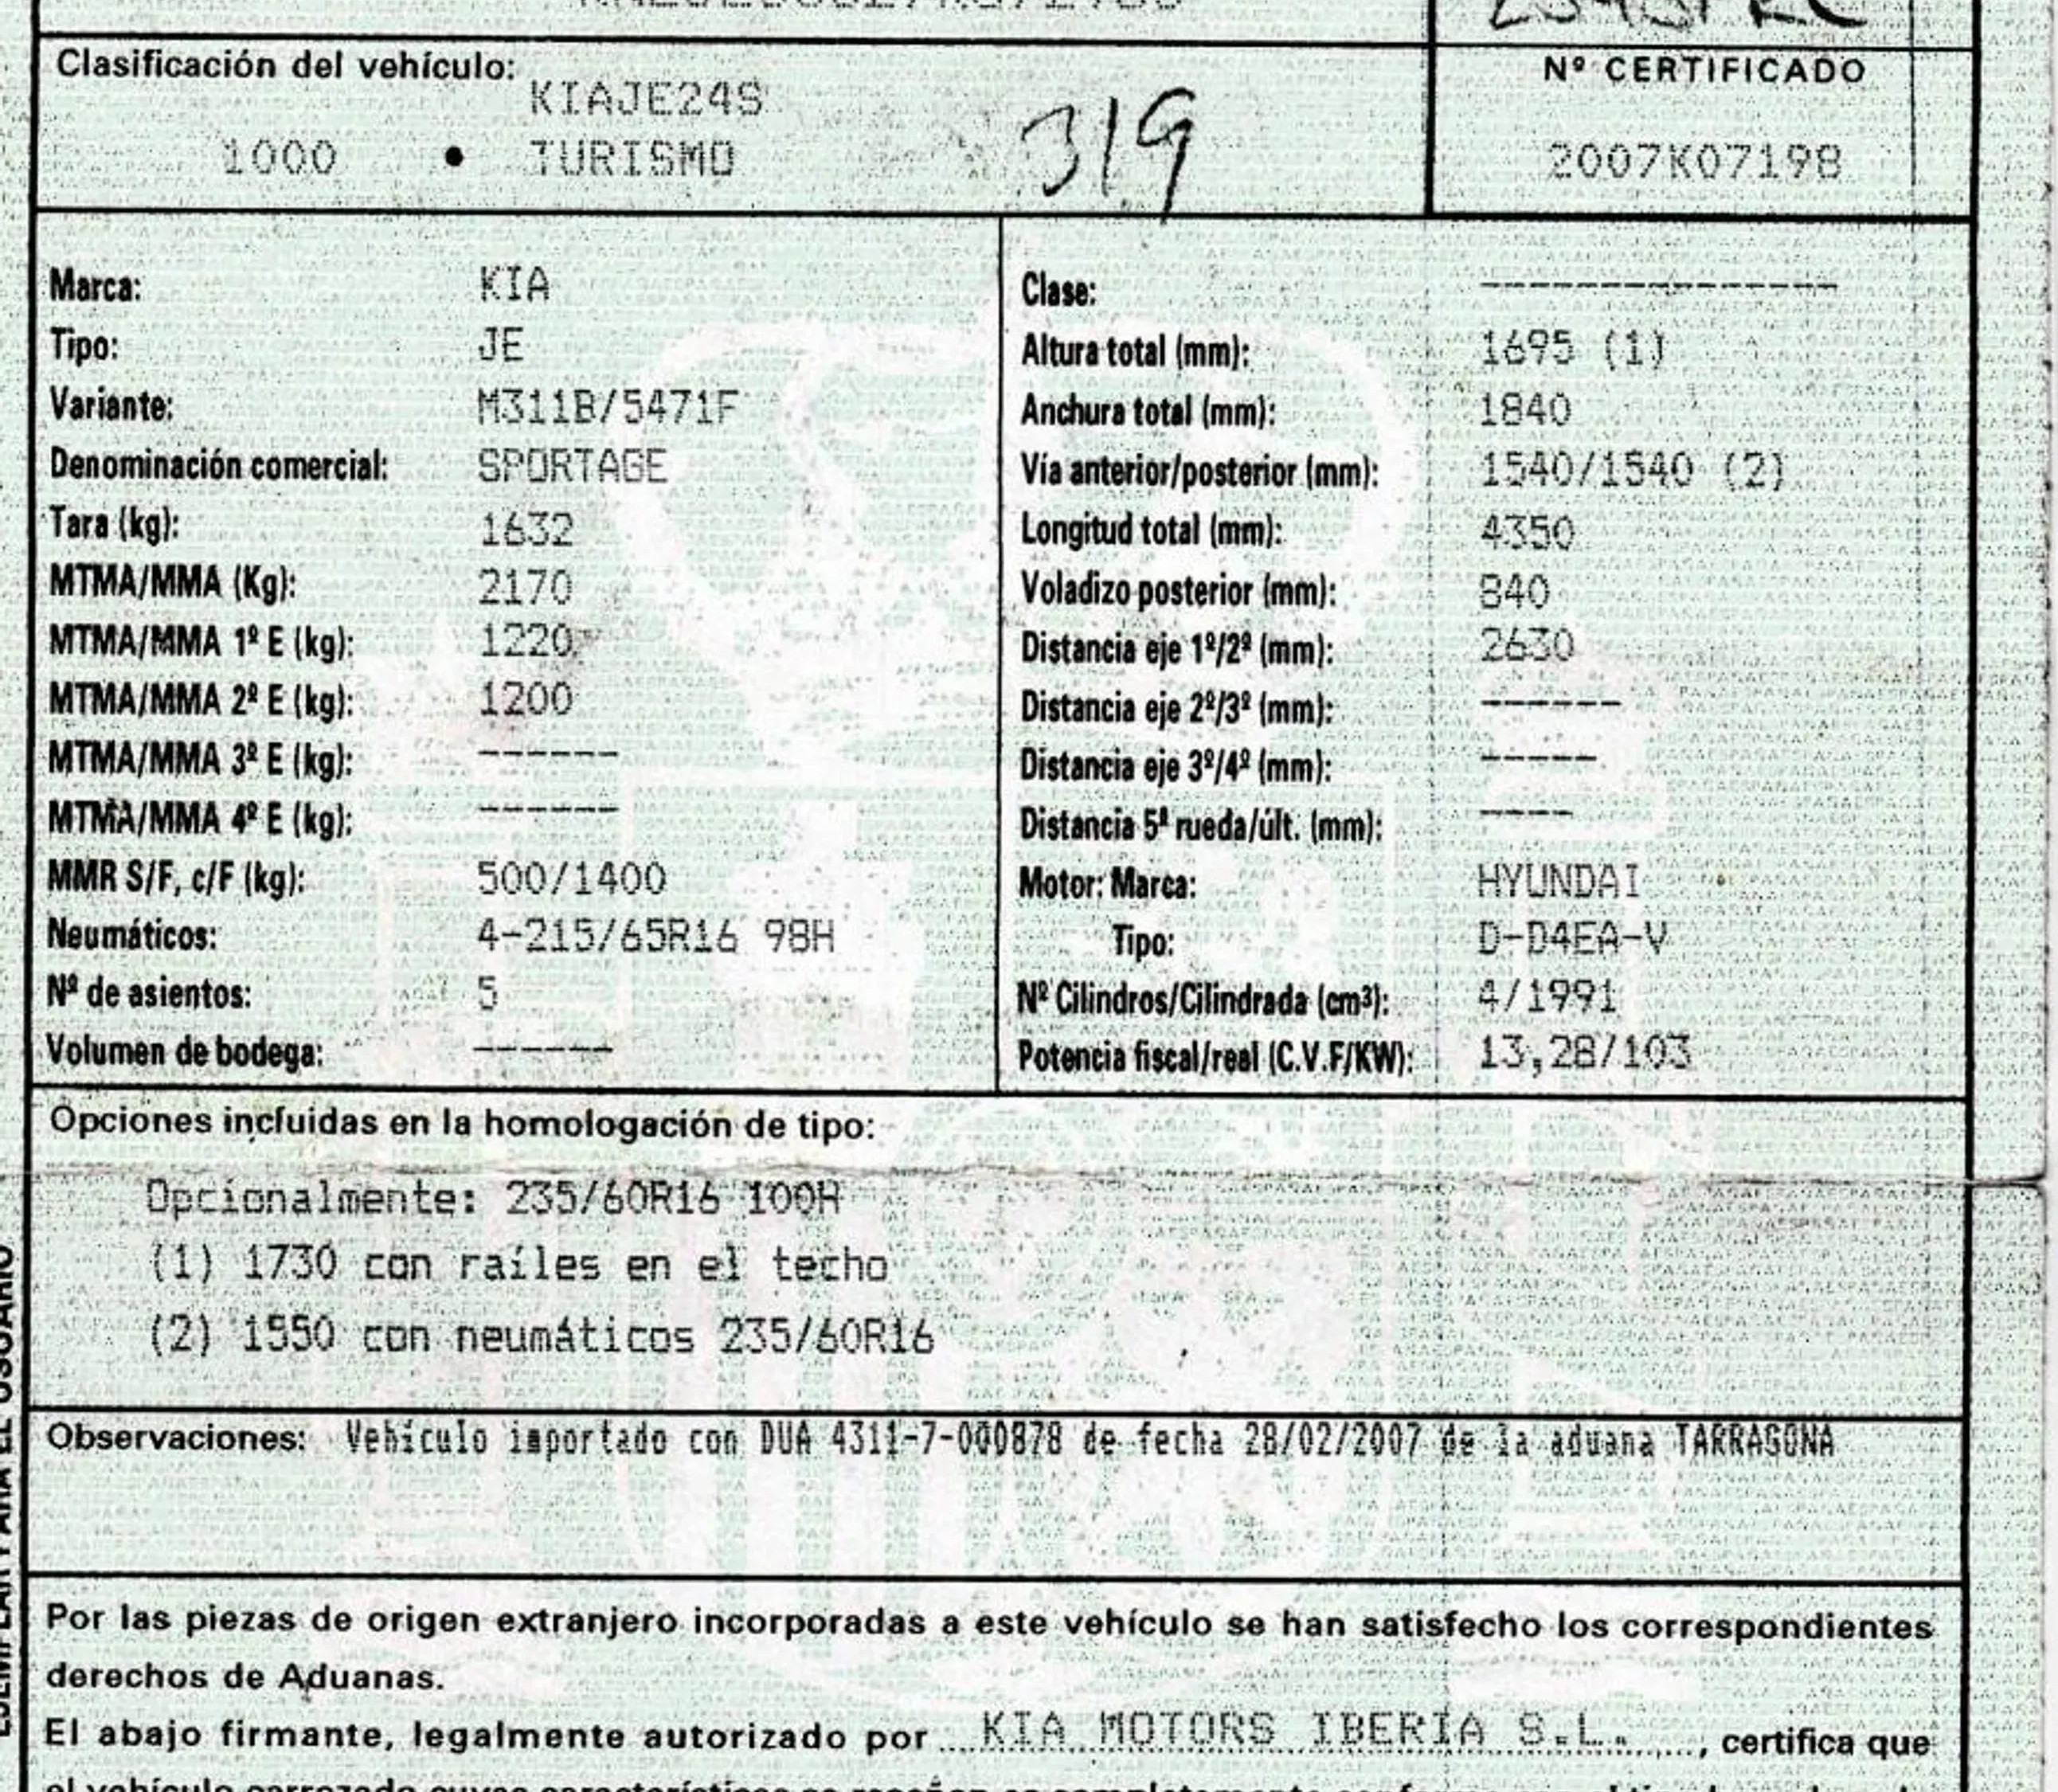 Clasificación del vehículo:
KIAJE24S
1000 • TURISMO
319
Nº CERTIFICADO
2007K07198
Marca: KIA
Tipo: JE
Variante: M311B/5471F
Denominación comercial: SPORTAGE
Tara (kg): 1632
MTMA/MMA (Kg): 2170
MTMA/MMA 1º E (kg): 1220
MTMA/MMA 2º E (kg): 1200
MTMA/MMA 3º E (kg): ------
MTMA/MMA 4º E (kg): ------
MMR S/F, c/F (kg): 500/1400
Neumáticos: 4-215/65R16 98H
Nº de asientos: 5
Volumen de bodega: ------
Clase: ---------------
Altura total (mm): 1695 (1)
Anchura total (mm): 1840
Vía anterior/posterior (mm): 1540/1540 (2)
Longitud total (mm): 4350
Voladizo posterior (mm): 840
Distancia eje 1º/2º (mm): 2630
Distancia eje 2º/3º (mm): ------
Distancia eje 3º/4º (mm): -----
Distancia 5ª rueda/últ. (mm): ----
Motor: Marca: HYUNDAI
Tipo: D-D4EA-V
Nº Cilindros/Cilindrada (cm³): 4/1991
Potencia fiscal/real (C.V.F/KW): 13,28/103
Opciones incluidas en la homologación de tipo:
Opcionalmente: 235/60R16 100H
(1) 1730 con raíles en el techo
(2) 1550 con neumáticos 235/60R16
Observaciones: Vehículo importado con DUA 4311-7-000878 de fecha 28/02/2007 de la aduana TARRAGONA
Por las piezas de origen extranjero incorporadas a este vehículo se han satisfecho los correspondientes
derechos de Aduanas.
El abajo firmante, legalmente autorizado por KIA MOTORS IBERIA S.L., certifica que